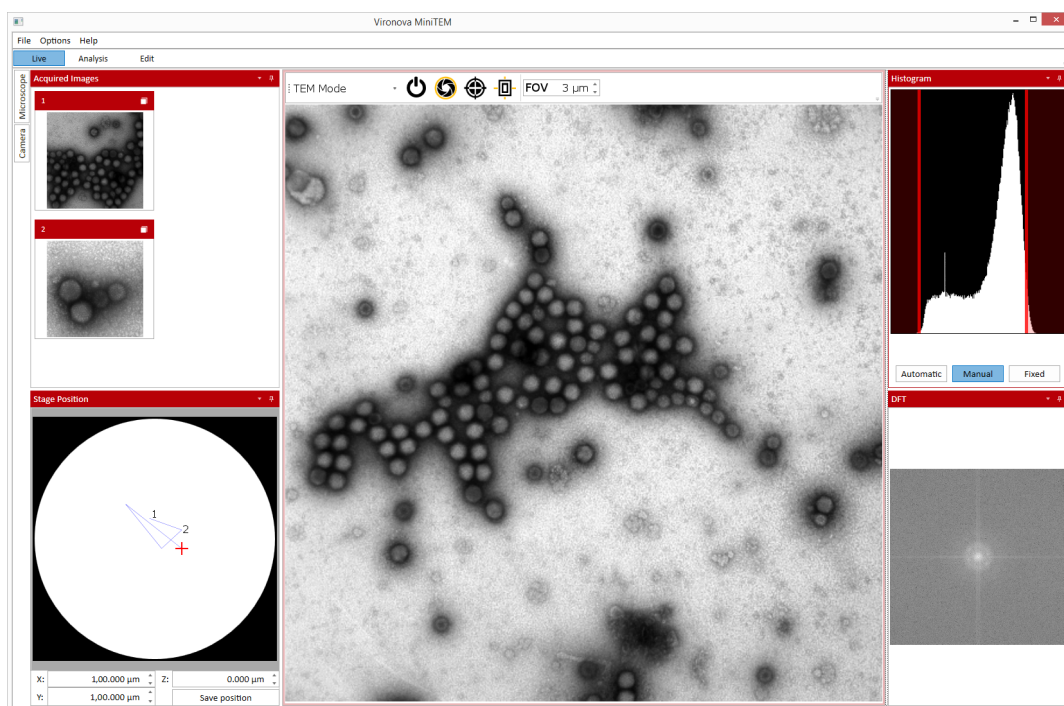 Vironova MiniTEM
File Options Help
Live Analysis Edit
Microscope
Camera
Acquired Images
1
2
TEM Mode
FOV 3 µm
Histogram
Automatic Manual Fixed
Stage Position
1
2
X: 1,00.000 µm Z: 0.000 µm
Y: 1,00.000 µm Save position
DFT